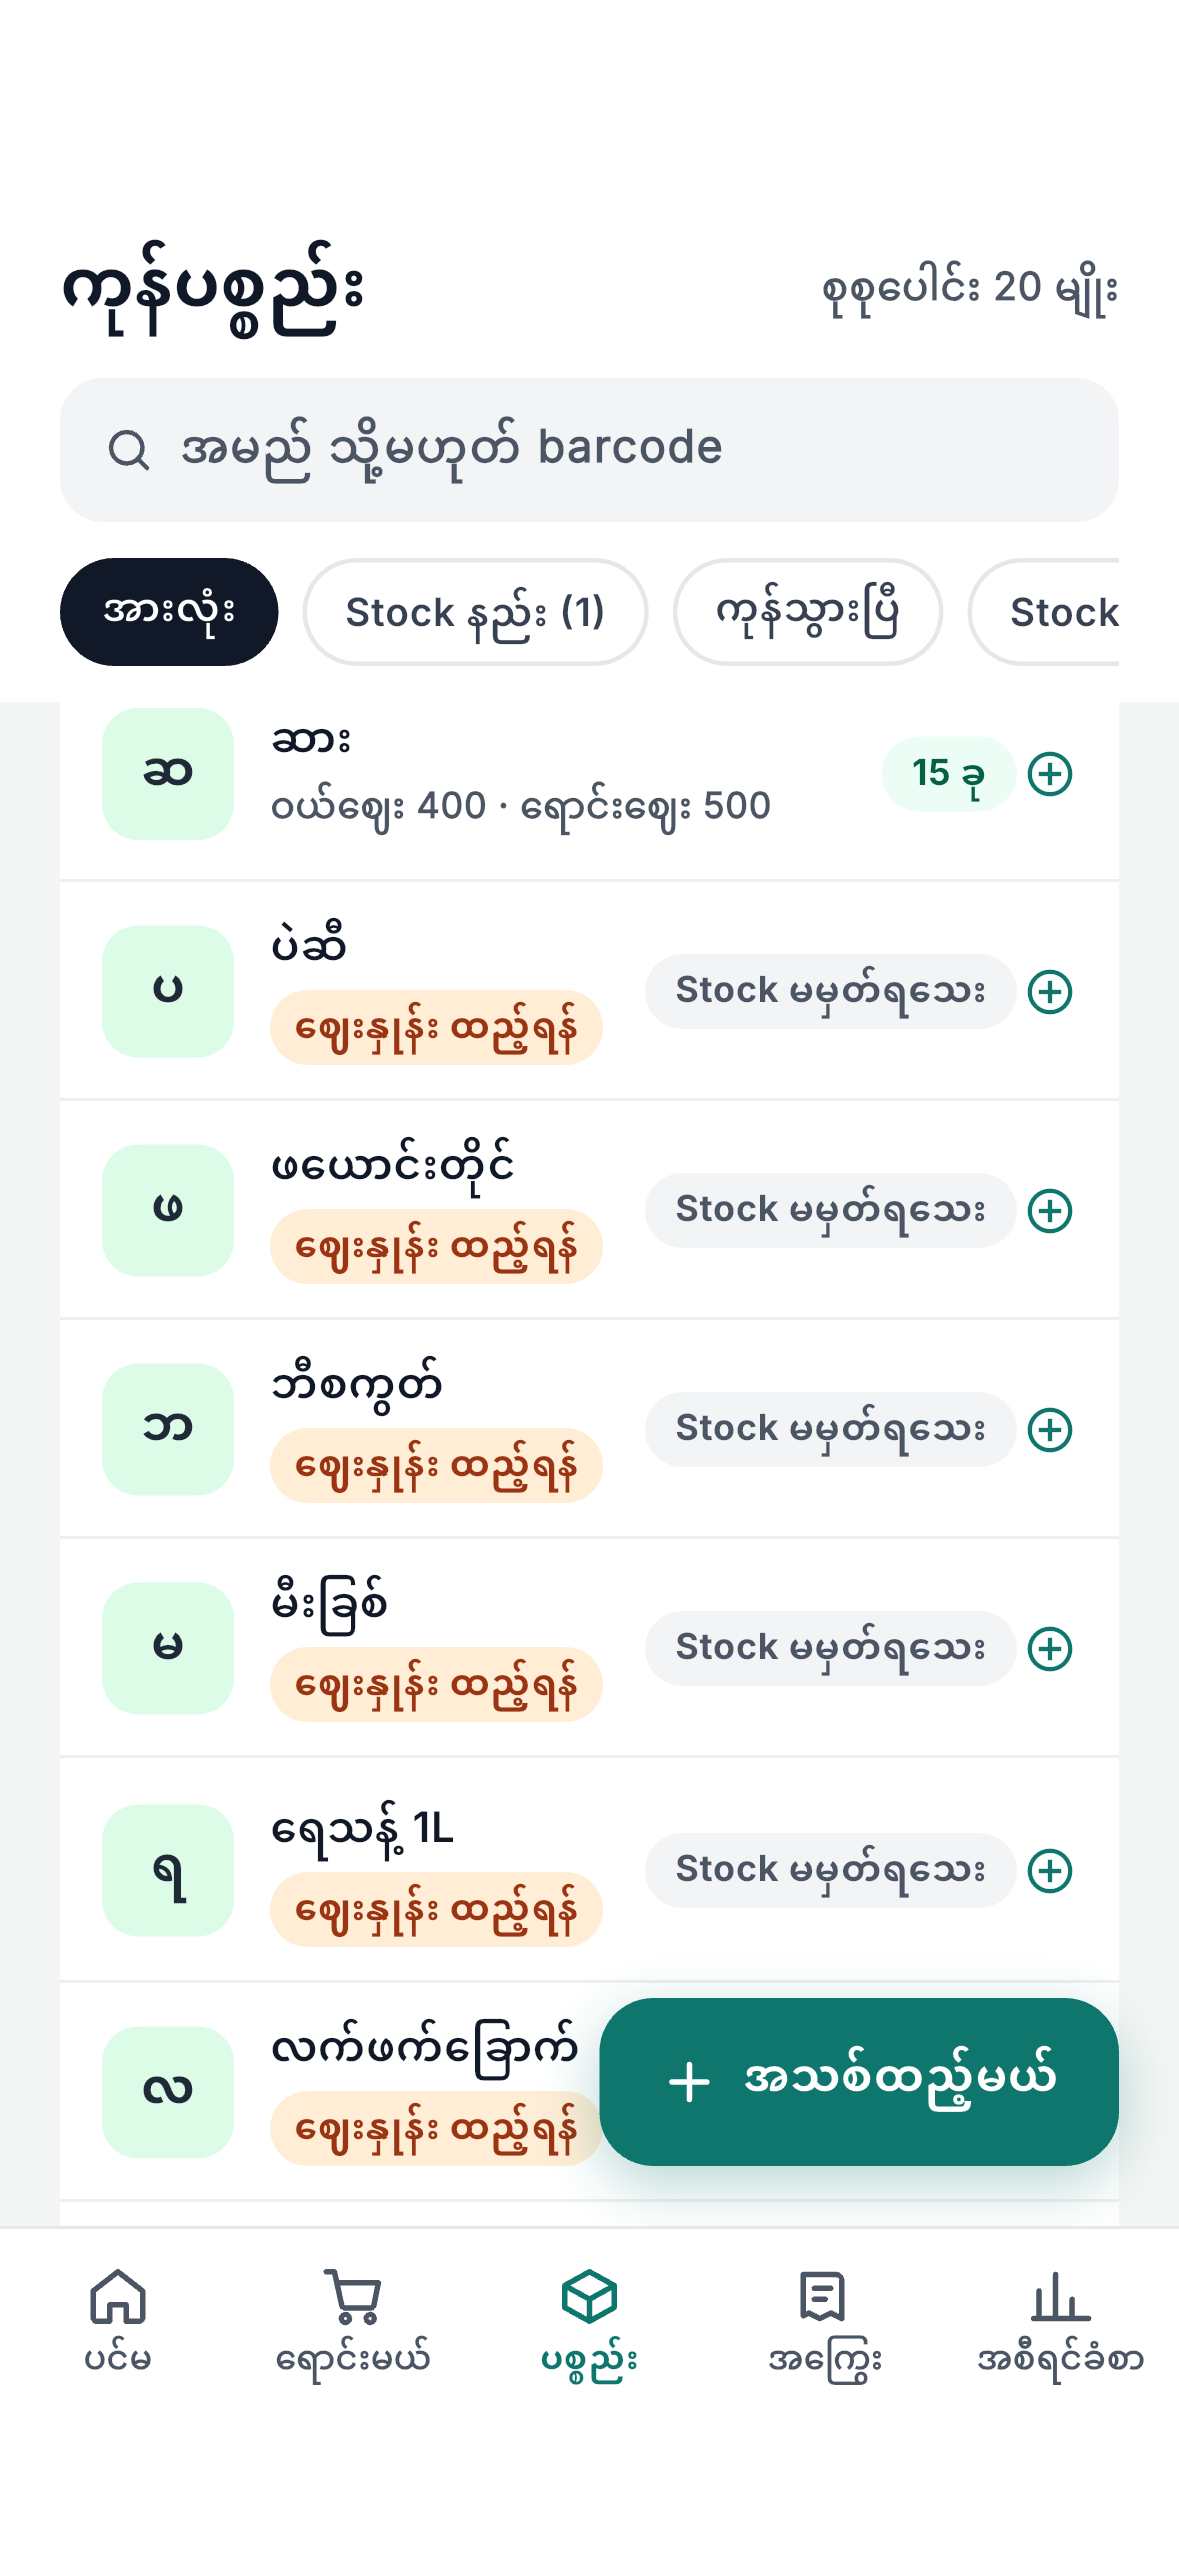 ကုန်ပစ္စည်း
စုစုပေါင်း 20 မျိုး
အမည် သို့မဟုတ် barcode
အားလုံး
Stock နည်း (1)
ကုန်သွားပြီ
Stock
ဆ
ဆား
ဝယ်ဈေး 400 · ရောင်းဈေး 500
15 ခု
ပ
ပဲဆီ
ဈေးနှုန်း ထည့်ရန်
Stock မမှတ်ရသေး
ဖ
ဖယောင်းတိုင်
ဈေးနှုန်း ထည့်ရန်
Stock မမှတ်ရသေး
ဘ
ဘီစကွတ်
ဈေးနှုန်း ထည့်ရန်
Stock မမှတ်ရသေး
မ
မီးခြစ်
ဈေးနှုန်း ထည့်ရန်
Stock မမှတ်ရသေး
ရ
ရေသန့် 1L
ဈေးနှုန်း ထည့်ရန်
Stock မမှတ်ရသေး
လ
လက်ဖက်ခြောက်
ဈေးနှုန်း ထည့်ရန်
အသစ်ထည့်မယ်
ပင်မ
ရောင်းမယ်
ပစ္စည်း
အကြွေး
အစီရင်ခံစာ